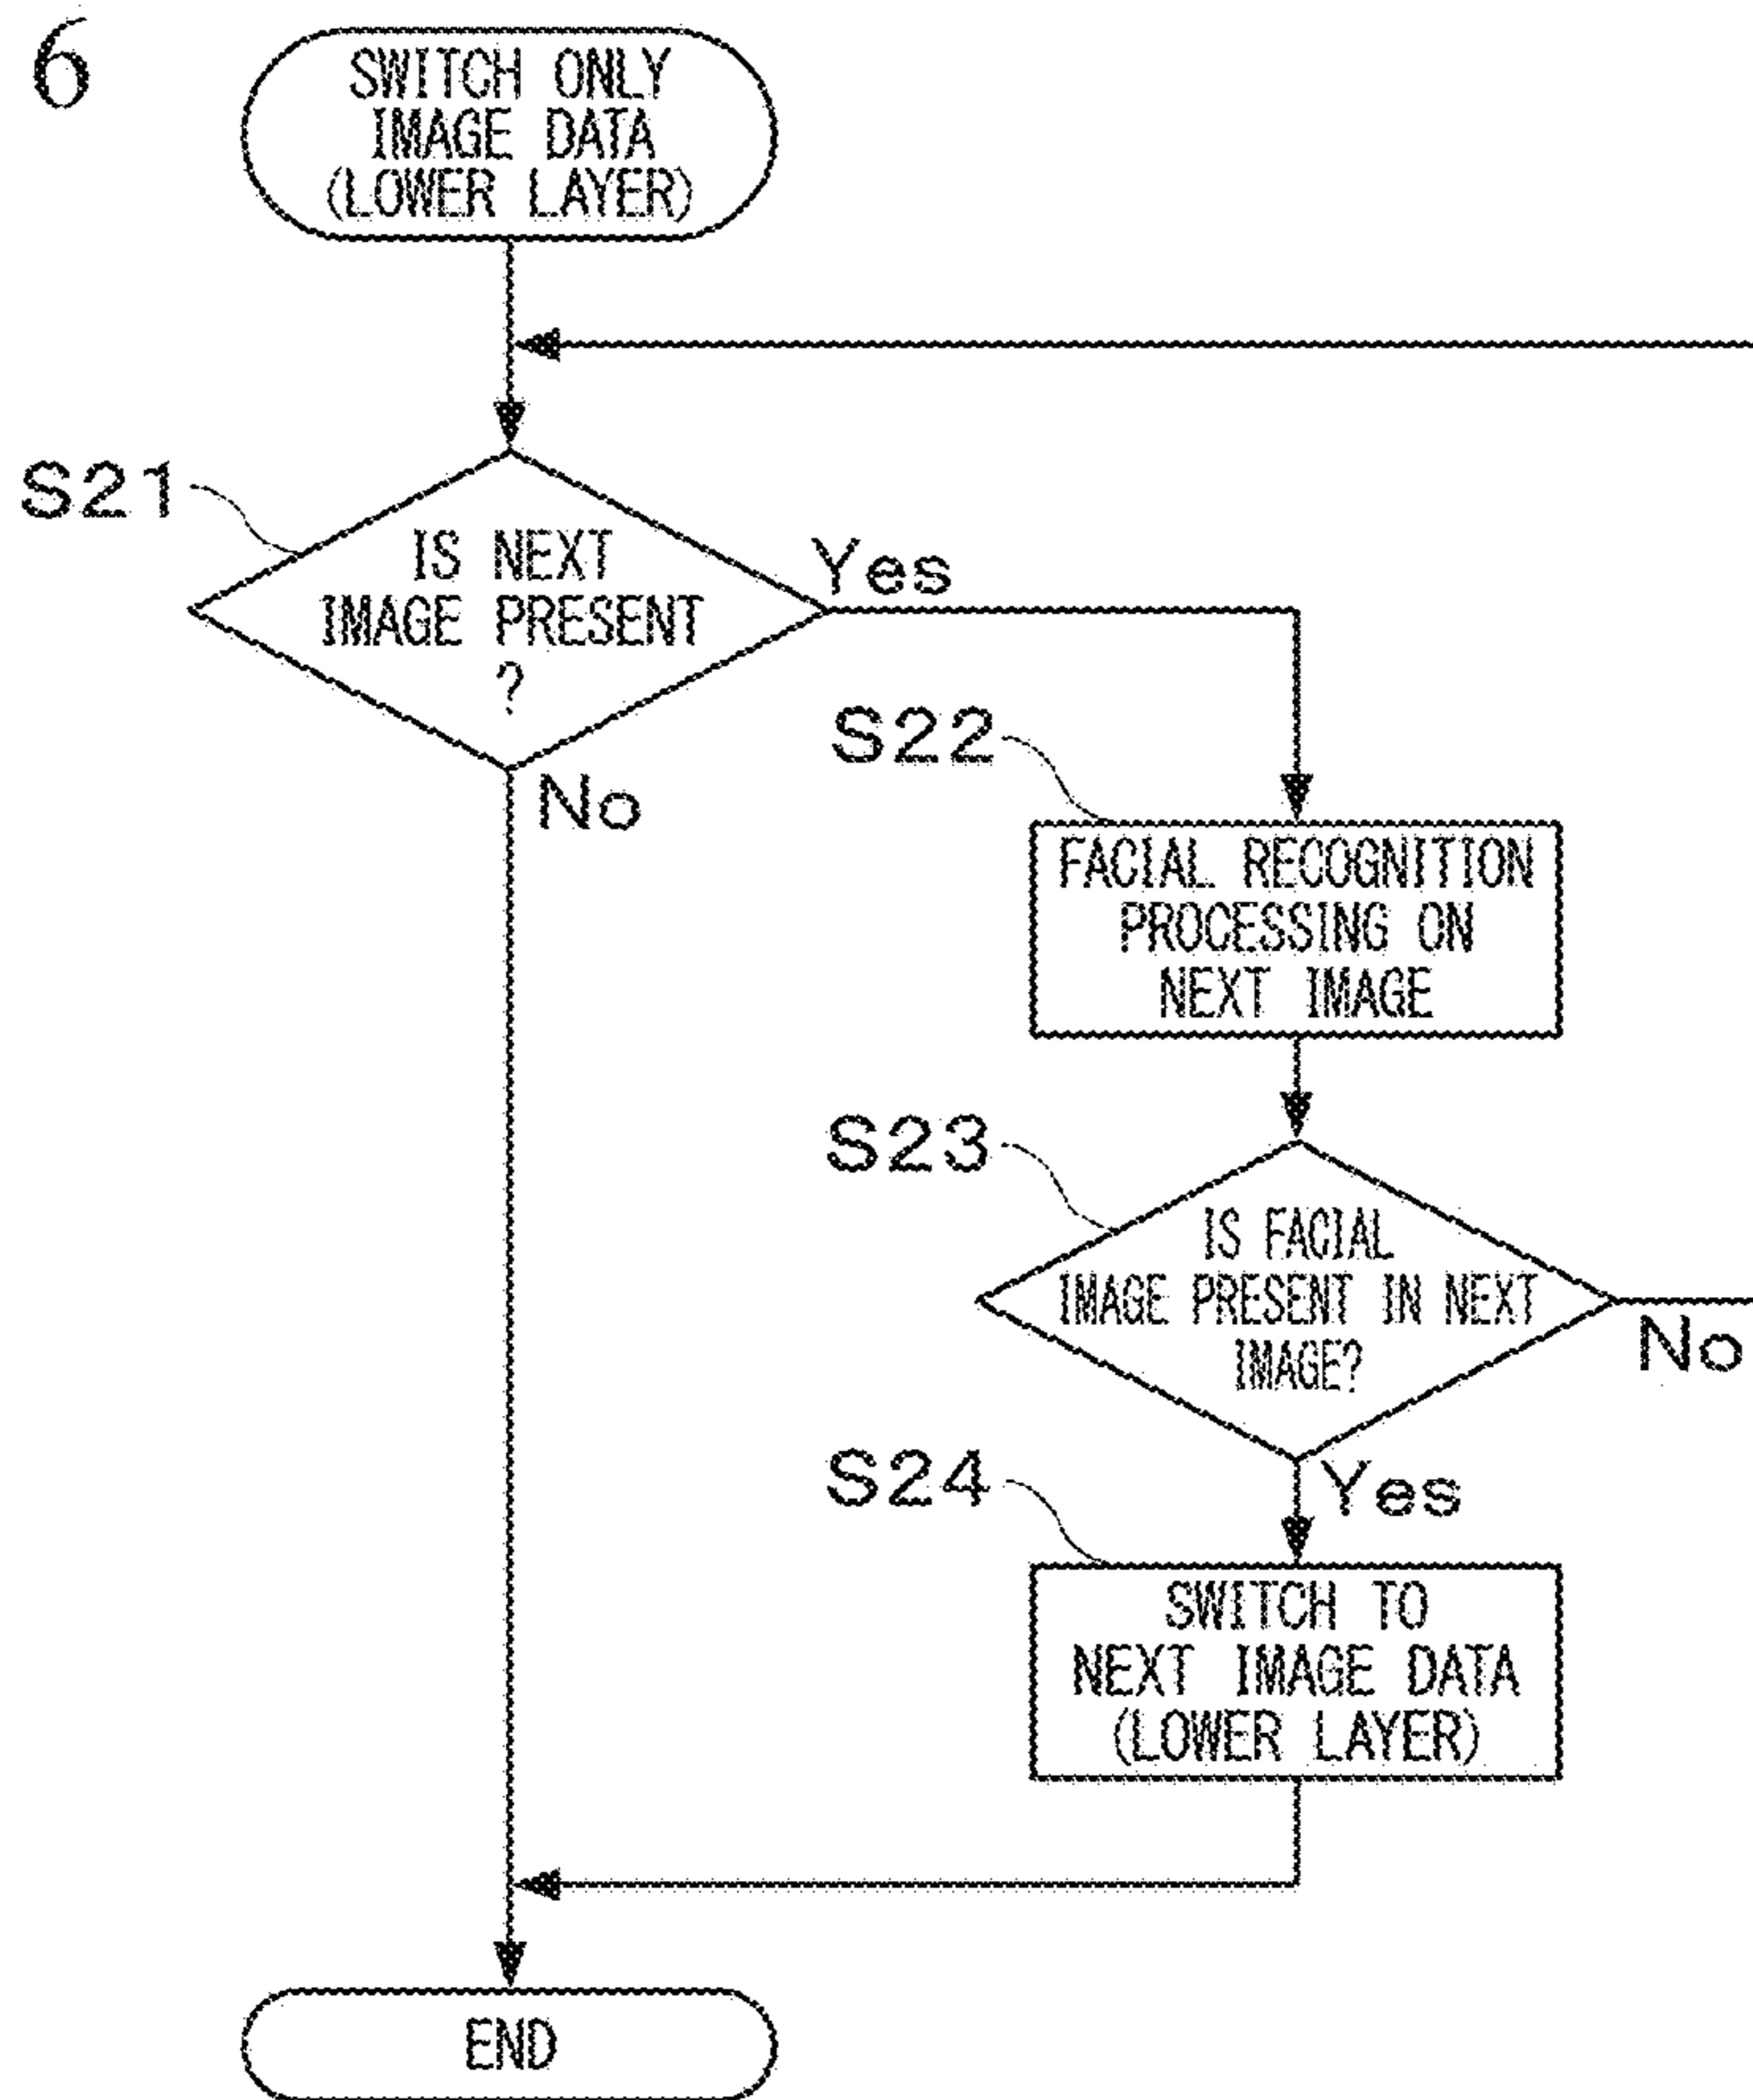 6
SWITCH ONLY
IMAGE DATA
(LOWER LAYER)
S21
IS NEXT
IMAGE PRESENT
?
Yes
No
S22
FACIAL RECOGNITION
PROCESSING ON
NEXT IMAGE
S23
IS FACIAL
IMAGE PRESENT IN NEXT
IMAGE?
No
Yes
S24
SWITCH TO
NEXT IMAGE DATA
(LOWER LAYER)
END